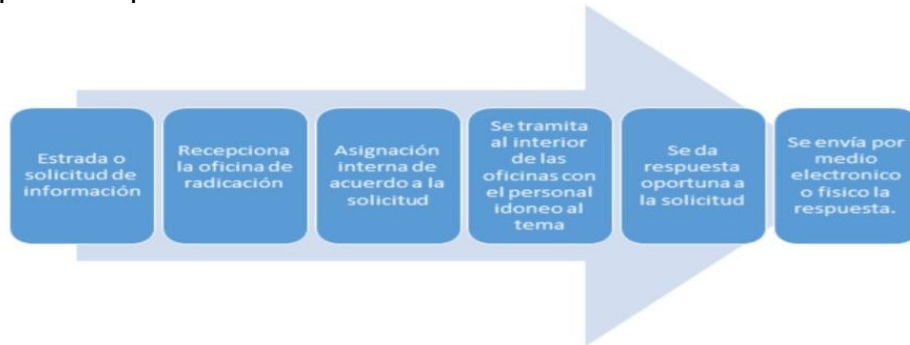 Estrada o
solicitud de
información
Recepciona
la oficina de
radicación
Asignación
interna de
acuerdo a la
solicitud
Se tramita
al interior
de las
oficinas con
el personal
idoneo al
tema
Se da
respuesta
oportuna a
la solicitud
Se envía por
medio
electronico
o fisico la
respuesta.